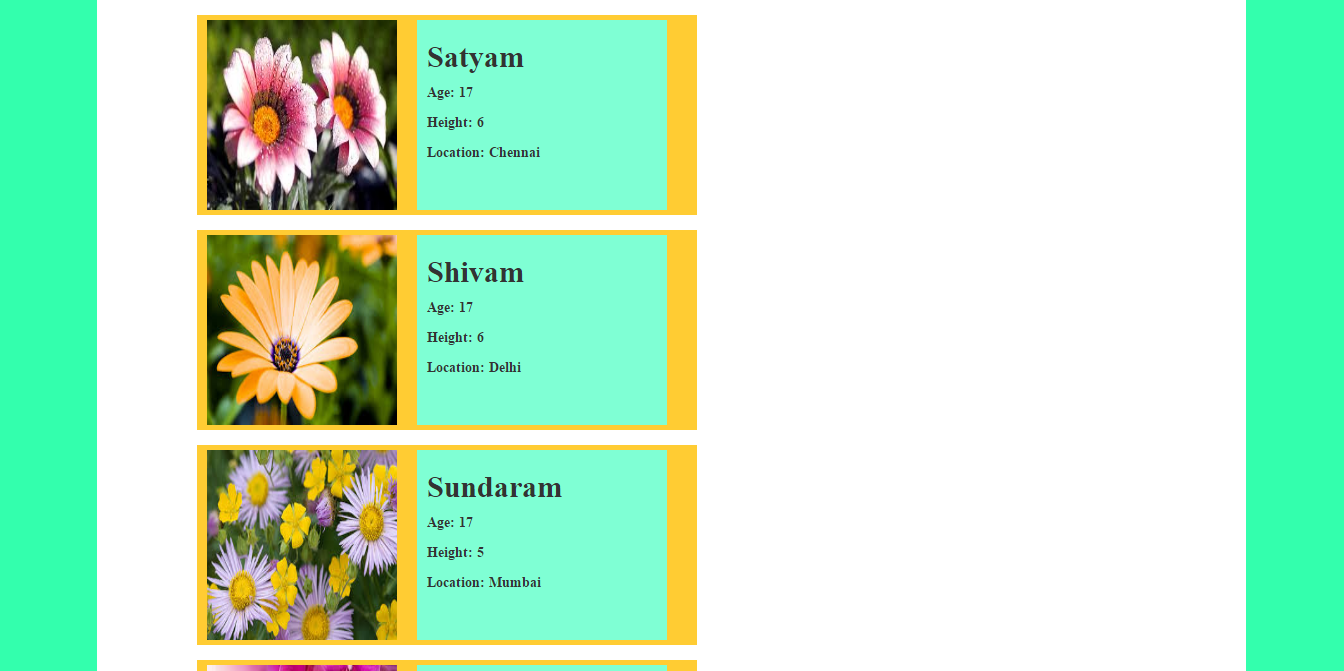 Satyam
Age: 17
Height: 6
Location: Chennai
Shivam
Age: 17
Height: 6
Location: Delhi
Sundaram
Age: 17
Height: 5
Location: Mumbai